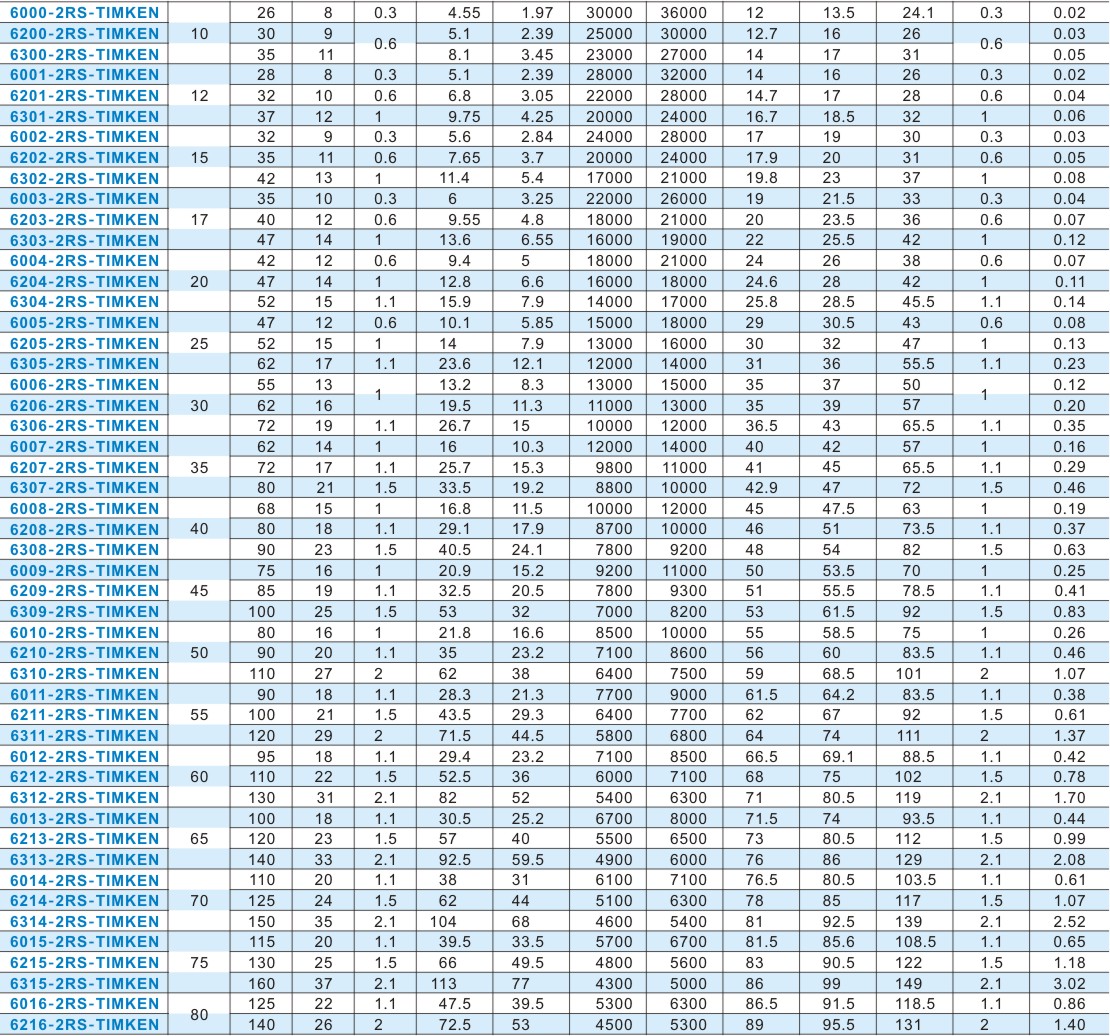 6000-2RS-TIMKEN 26 8 0.3 4.55 1.97 30000 36000 12 13.5 24.1 0.3 0.02
6200-2RS-TIMKEN 10 30 9 0.6 5.1 2.39 25000 30000 12.7 16 26 0.6 0.03
6300-2RS-TIMKEN 35 11 8.1 3.45 23000 27000 14 17 31 0.05
6001-2RS-TIMKEN 28 8 0.3 5.1 2.39 28000 32000 14 16 26 0.3 0.02
6201-2RS-TIMKEN 12 32 10 0.6 6.8 3.05 22000 28000 14.7 17 28 0.6 0.04
6301-2RS-TIMKEN 37 12 1 9.75 4.25 20000 24000 16.7 18.5 32 1 0.06
6002-2RS-TIMKEN 32 9 0.3 5.6 2.84 24000 28000 17 19 30 0.3 0.03
6202-2RS-TIMKEN 15 35 11 0.6 7.65 3.7 20000 24000 17.9 20 31 0.6 0.05
6302-2RS-TIMKEN 42 13 1 11.4 5.4 17000 21000 19.8 23 37 1 0.08
6003-2RS-TIMKEN 35 10 0.3 6 3.25 22000 26000 19 21.5 33 0.3 0.04
6203-2RS-TIMKEN 17 40 12 0.6 9.55 4.8 18000 21000 20 23.5 36 0.6 0.07
6303-2RS-TIMKEN 47 14 1 13.6 6.55 16000 19000 22 25.5 42 1 0.12
6004-2RS-TIMKEN 42 12 0.6 9.4 5 18000 21000 24 26 38 0.6 0.07
6204-2RS-TIMKEN 20 47 14 1 12.8 6.6 16000 18000 24.6 28 42 1 0.11
6304-2RS-TIMKEN 52 15 1.1 15.9 7.9 14000 17000 25.8 28.5 45.5 1.1 0.14
6005-2RS-TIMKEN 47 12 0.6 10.1 5.85 15000 18000 29 30.5 43 0.6 0.08
6205-2RS-TIMKEN 25 52 15 1 14 7.9 13000 16000 30 32 47 1 0.13
6305-2RS-TIMKEN 62 17 1.1 23.6 12.1 12000 14000 31 36 55.5 1.1 0.23
6006-2RS-TIMKEN 55 13 1 13.2 8.3 13000 15000 35 37 50 1 0.12
6206-2RS-TIMKEN 30 62 16 19.5 11.3 11000 13000 35 39 57 0.20
6306-2RS-TIMKEN 72 19 1.1 26.7 15 10000 12000 36.5 43 65.5 1.1 0.35
6007-2RS-TIMKEN 62 14 1 16 10.3 12000 14000 40 42 57 1 0.16
6207-2RS-TIMKEN 35 72 17 1.1 25.7 15.3 9800 11000 41 45 65.5 1.1 0.29
6307-2RS-TIMKEN 80 21 1.5 33.5 19.2 8800 10000 42.9 47 72 1.5 0.46
6008-2RS-TIMKEN 68 15 1 16.8 11.5 10000 12000 45 47.5 63 1 0.19
6208-2RS-TIMKEN 40 80 18 1.1 29.1 17.9 8700 10000 46 51 73.5 1.1 0.37
6308-2RS-TIMKEN 90 23 1.5 40.5 24.1 7800 9200 48 54 82 1.5 0.63
6009-2RS-TIMKEN 75 16 1 20.9 15.2 9200 11000 50 53.5 70 1 0.25
6209-2RS-TIMKEN 45 85 19 1.1 32.5 20.5 7800 9300 51 55.5 78.5 1.1 0.41
6309-2RS-TIMKEN 100 25 1.5 53 32 7000 8200 53 61.5 92 1.5 0.83
6010-2RS-TIMKEN 80 16 1 21.8 16.6 8500 10000 55 58.5 75 1 0.26
6210-2RS-TIMKEN 50 90 20 1.1 35 23.2 7100 8600 56 60 83.5 1.1 0.46
6310-2RS-TIMKEN 110 27 2 62 38 6400 7500 59 68.5 101 2 1.07
6011-2RS-TIMKEN 90 18 1.1 28.3 21.3 7700 9000 61.5 64.2 83.5 1.1 0.38
6211-2RS-TIMKEN 55 100 21 1.5 43.5 29.3 6400 7700 62 67 92 1.5 0.61
6311-2RS-TIMKEN 120 29 2 71.5 44.5 5800 6800 64 74 111 2 1.37
6012-2RS-TIMKEN 95 18 1.1 29.4 23.2 7100 8500 66.5 69.1 88.5 1.1 0.42
6212-2RS-TIMKEN 60 110 22 1.5 52.5 36 6000 7100 68 75 102 1.5 0.78
6312-2RS-TIMKEN 130 31 2.1 82 52 5400 6300 71 80.5 119 2.1 1.70
6013-2RS-TIMKEN 100 18 1.1 30.5 25.2 6700 8000 71.5 74 93.5 1.1 0.44
6213-2RS-TIMKEN 65 120 23 1.5 57 40 5500 6500 73 80.5 112 1.5 0.99
6313-2RS-TIMKEN 140 33 2.1 92.5 59.5 4900 6000 76 86 129 2.1 2.08
6014-2RS-TIMKEN 110 20 1.1 38 31 6100 7100 76.5 80.5 103.5 1.1 0.61
6214-2RS-TIMKEN 70 125 24 1.5 62 44 5100 6300 78 85 117 1.5 1.07
6314-2RS-TIMKEN 150 35 2.1 104 68 4600 5400 81 92.5 139 2.1 2.52
6015-2RS-TIMKEN 115 20 1.1 39.5 33.5 5700 6700 81.5 85.6 108.5 1.1 0.65
6215-2RS-TIMKEN 75 130 25 1.5 66 49.5 4800 5600 83 90.5 122 1.5 1.18
6315-2RS-TIMKEN 160 37 2.1 113 77 4300 5000 86 99 149 2.1 3.02
6016-2RS-TIMKEN 80 125 22 1.1 47.5 39.5 5300 6300 86.5 91.5 118.5 1.1 0.86
6216-2RS-TIMKEN 140 26 2 72.5 53 4500 5300 89 95.5 131 2 1.40